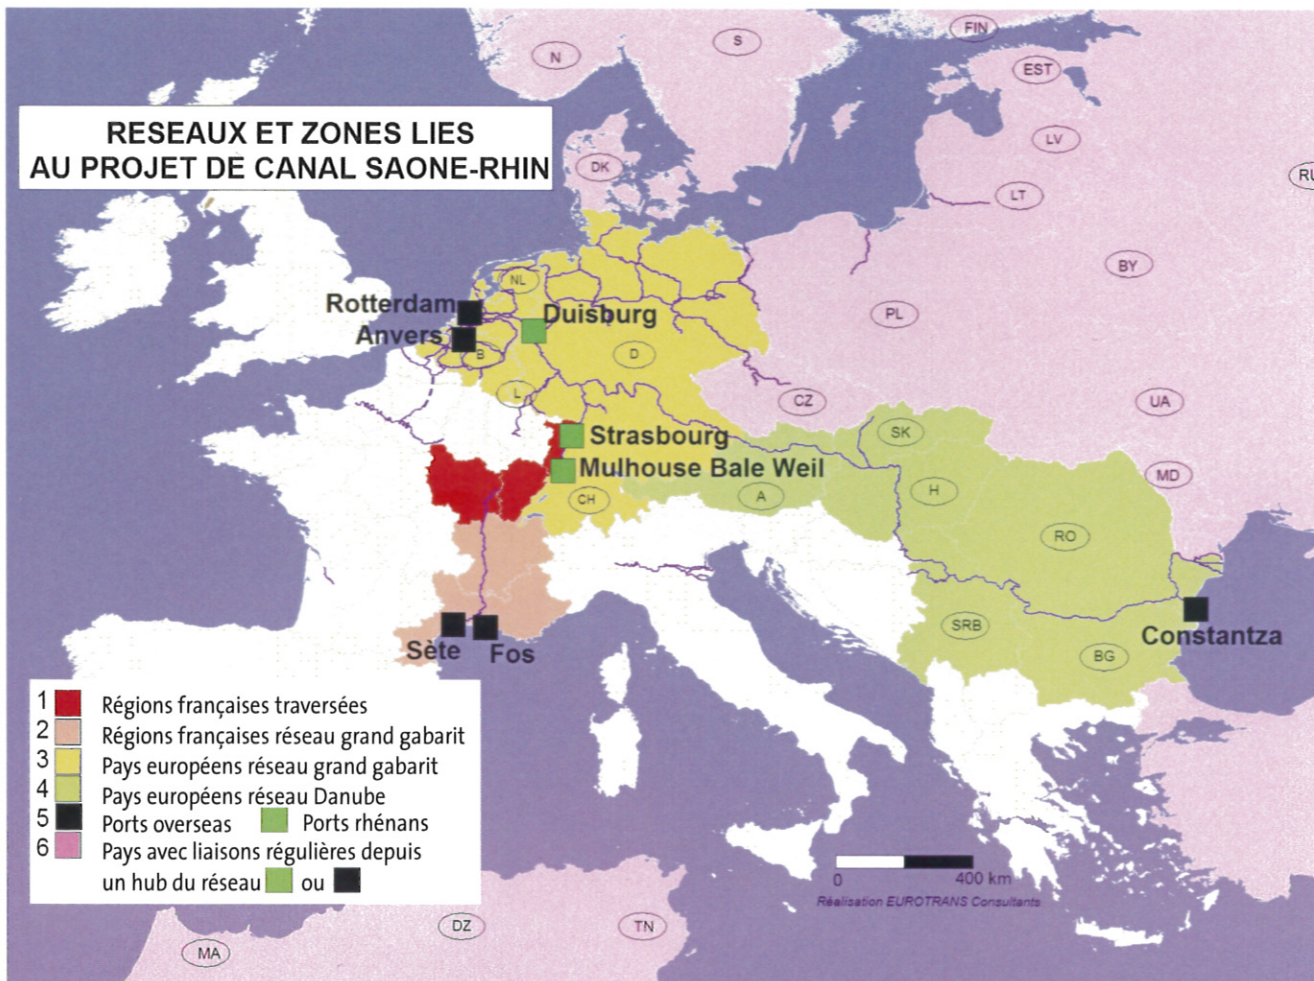 N
S
FIN
EST
RESEAUX ET ZONES LIES
AU PROJET DE CANAL SAONE-RHIN
DK
LV
LT
RU
BY
NL
Rotterdam
Duisburg
Anvers
PL
B
D
L
CZ
UA
Strasbourg
SK
Mulhouse Bale Weil
MD
CH
A
H
RO
SRB
Constantza
Sète
Fos
BG
1 Régions françaises traversées
2 Régions françaises réseau grand gabarit
3 Pays européens réseau grand gabarit
4 Pays européens réseau Danube
5 Ports overseas Ports rhénans
6 Pays avec liaisons régulières depuis
un hub du réseau ou
0 400 km
Réalisation EUROTRANS Consultants
MA
DZ
TN